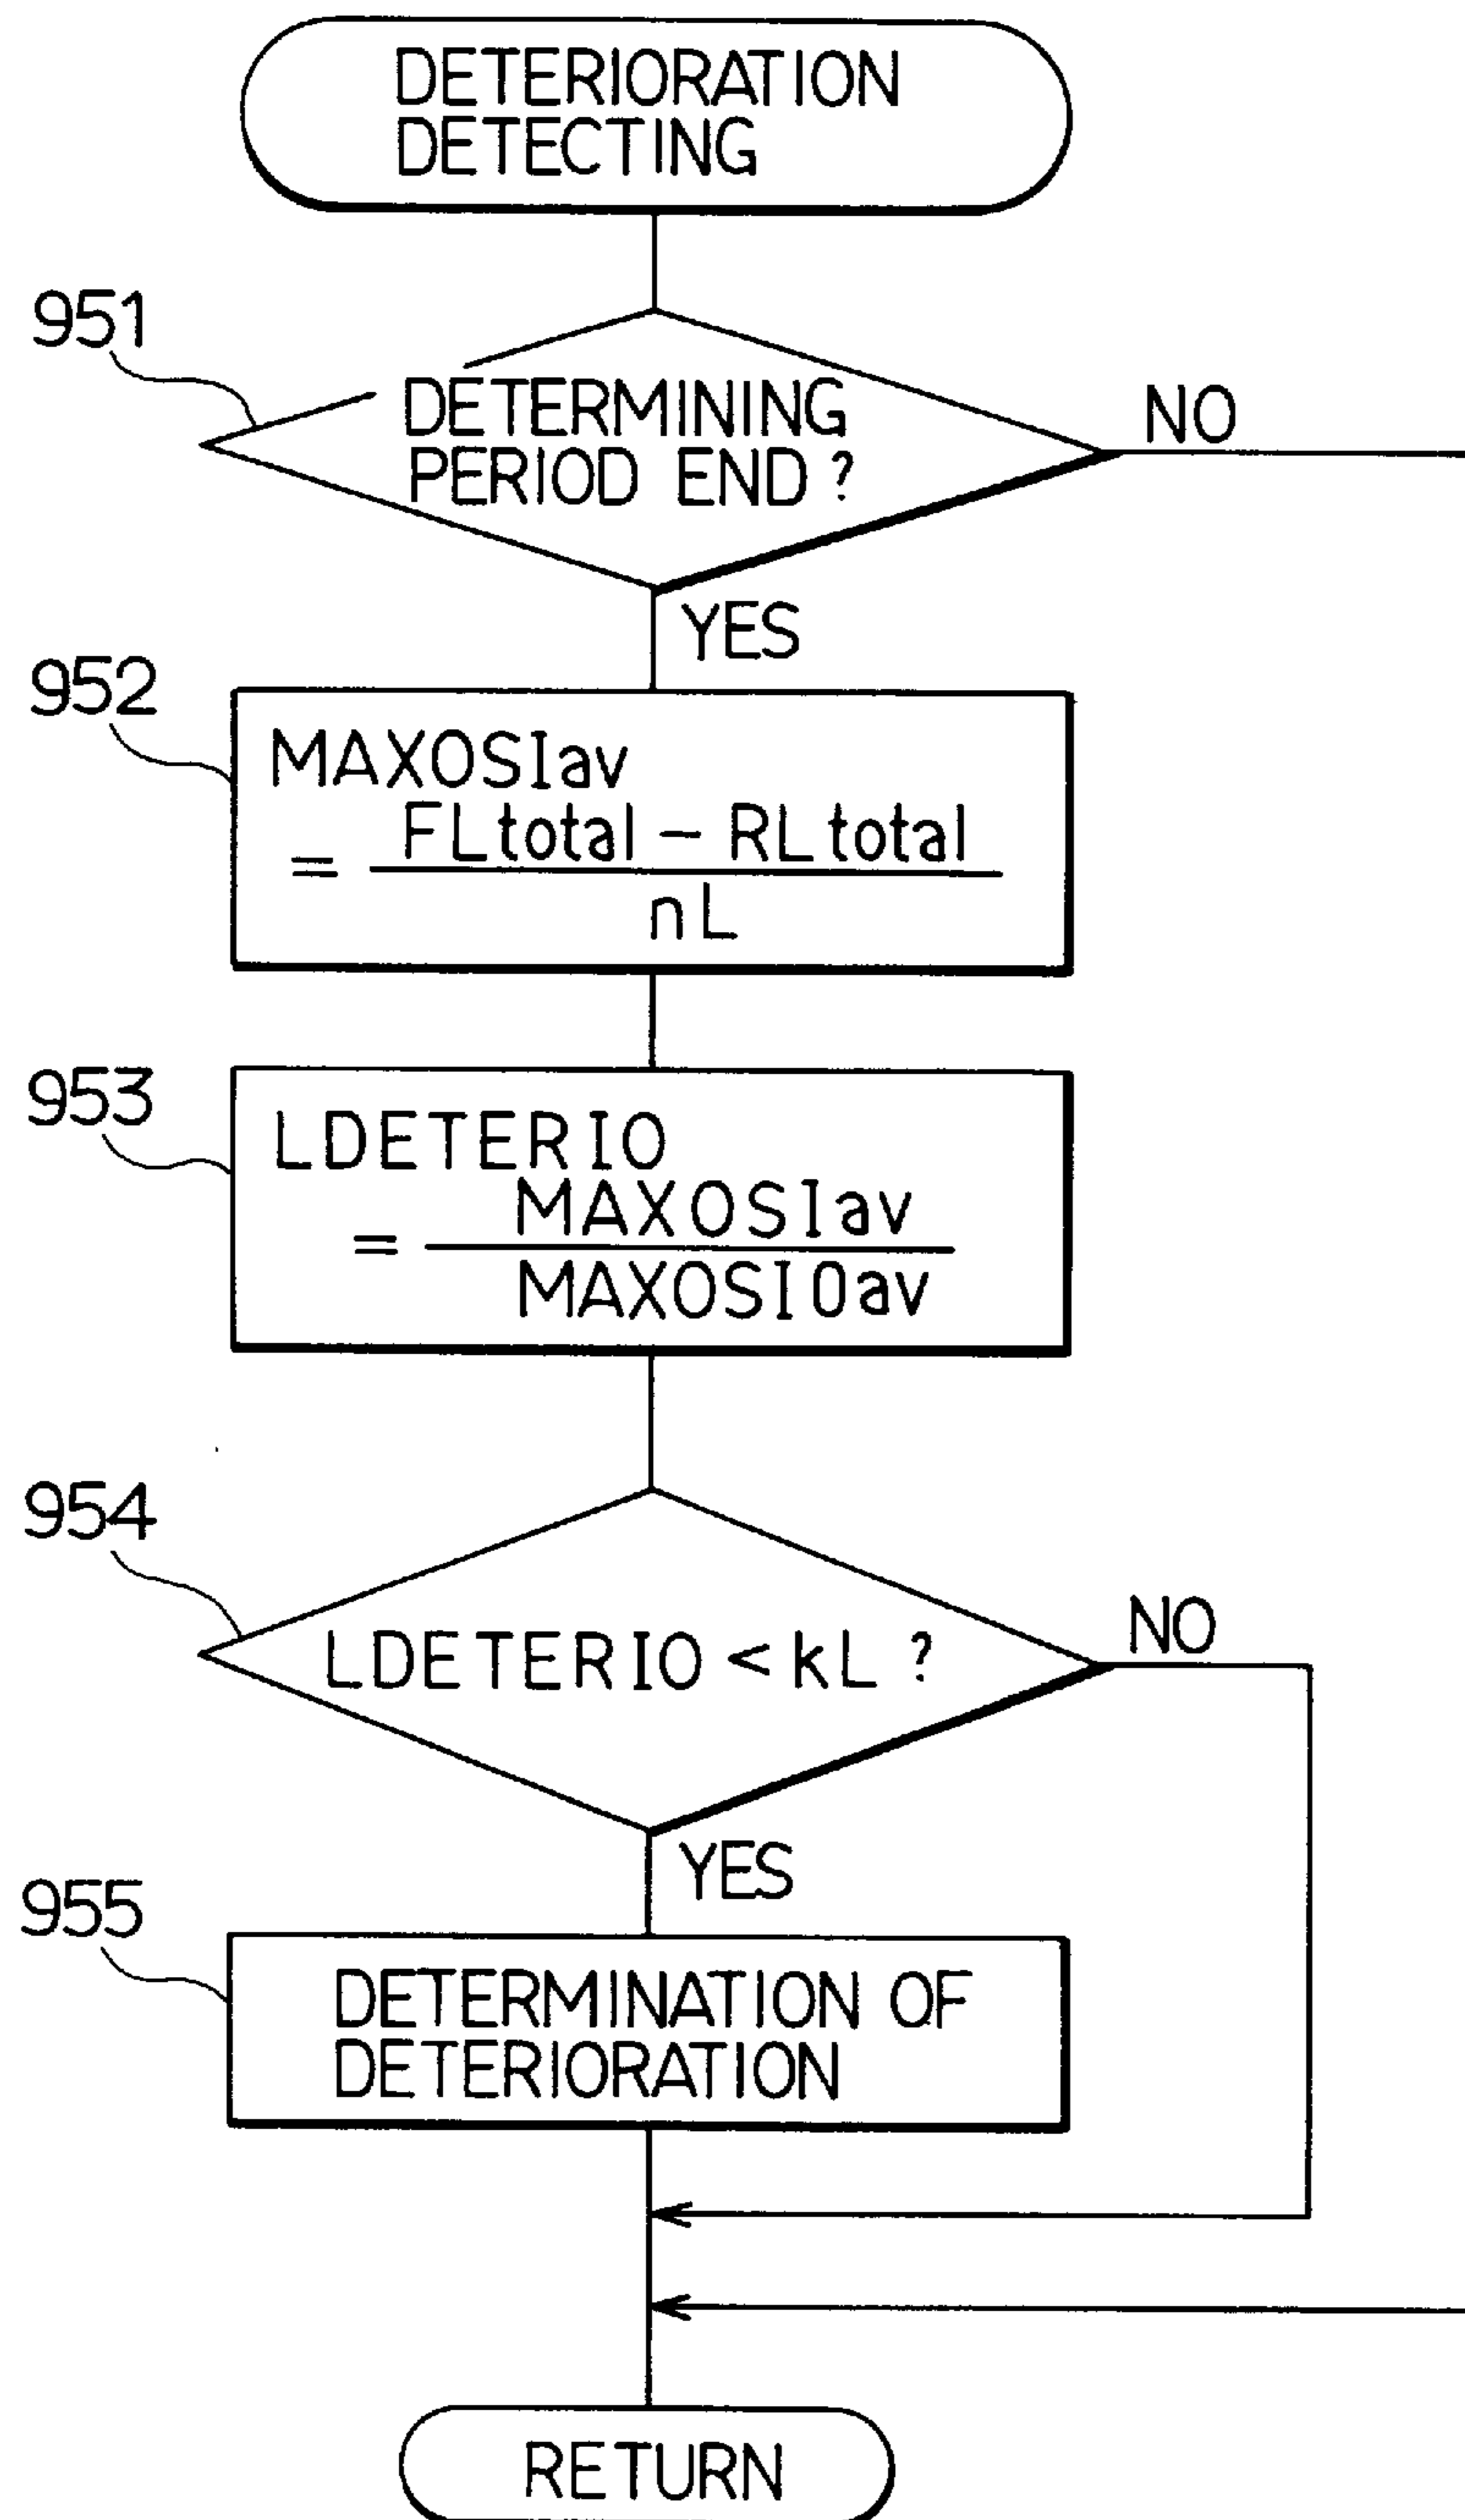 DETERIORATION
DETECTING
951
DETERMINING
PERIOD END ?
NO
YES
952
MAXOSIav
= FLtotal - RLtotal
nL
953
LDETERIO
= MAXOSIav
MAXOSI0av
954
LDETERIO < kL ?
NO
YES
955
DETERMINATION OF
DETERIORATION
RETURN